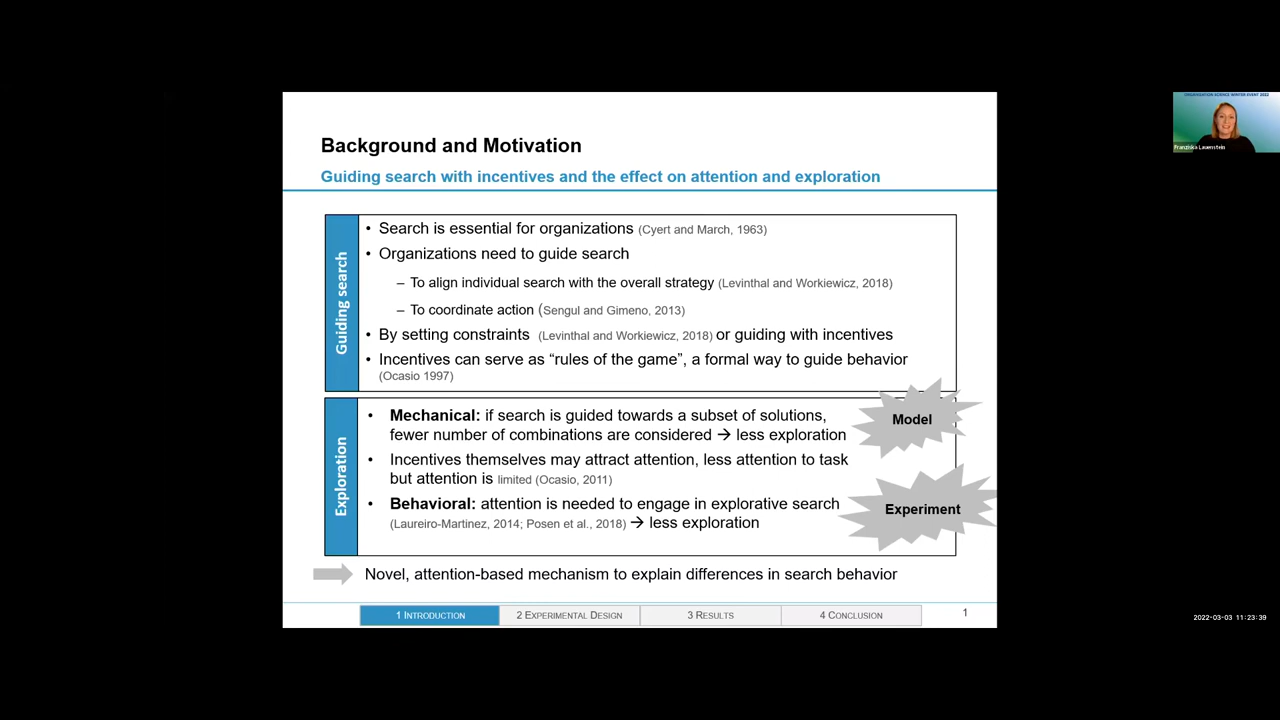 ORGANIZATION SCIENCE WINTER EVENT 2022
Background and Motivation
Franziska Lauenstein
Guiding search with incentives and the effect on attention and exploration
Guiding search
• Search is essential for organizations (Cyert and March, 1963)
• Organizations need to guide search
– To align individual search with the overall strategy (Levinthal and Workiewicz, 2018)
– To coordinate action (Sengul and Gimeno, 2013)
• By setting constraints (Levinthal and Workiewicz, 2018) or guiding with incentives
• Incentives can serve as “rules of the game”, a formal way to guide behavior
(Ocasio 1997)
Exploration
• Mechanical: if search is guided towards a subset of solutions,
fewer number of combinations are considered → less exploration
Model
• Incentives themselves may attract attention, less attention to task
but attention is limited (Ocasio, 2011)
• Behavioral: attention is needed to engage in explorative search
(Laureiro-Martinez, 2014; Posen et al., 2018) → less exploration
Experiment
Novel, attention-based mechanism to explain differences in search behavior
1 INTRODUCTION
2 EXPERIMENTAL DESIGN
3 RESULTS
4 CONCLUSION
1
2022-03-03 11:23:39